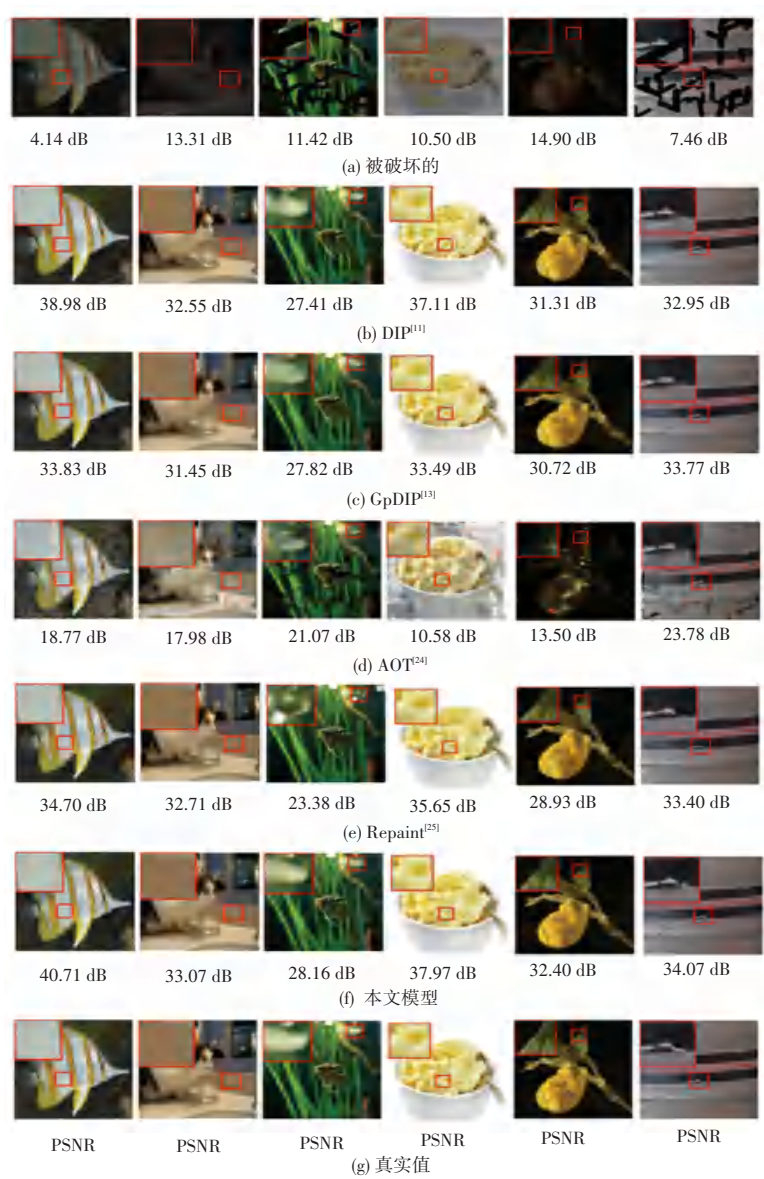 4.14 dB 13.31 dB 11.42 dB 10.50 dB 14.90 dB 7.46 dB
(a) 被破坏的
38.98 dB 32.55 dB 27.41 dB 37.11 dB 31.31 dB 32.95 dB
(b) DIP[11]
33.83 dB 31.45 dB 27.82 dB 33.49 dB 30.72 dB 33.77 dB
(c) GpDIP[13]
18.77 dB 17.98 dB 21.07 dB 10.58 dB 13.50 dB 23.78 dB
(d) AOT[24]
34.70 dB 32.71 dB 23.38 dB 35.65 dB 28.93 dB 33.40 dB
(e) Repaint[25]
40.71 dB 33.07 dB 28.16 dB 37.97 dB 32.40 dB 34.07 dB
(f) 本文模型
PSNR PSNR PSNR PSNR PSNR PSNR
(g) 真实值